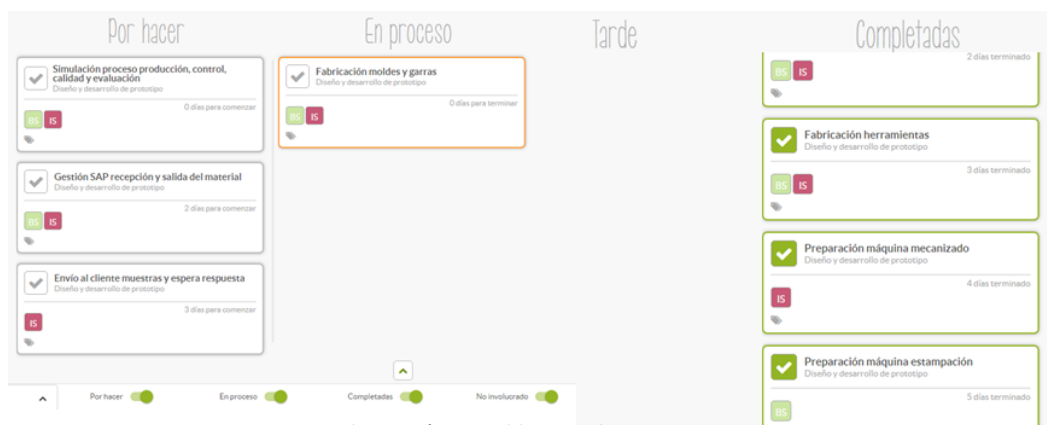 Por hacer
En proceso
Tarde
Completadas
Simulación proceso producción, control,
calidad y evaluación
Diseño y desarrollo de prototipo
0 días para comenzar
BS IS
Gestión SAP recepción y salida del material
Diseño y desarrollo de prototipo
2 días para comenzar
BS IS
Envío al cliente muestras y espera respuesta
Diseño y desarrollo de prototipo
3 días para comenzar
IS
Fabricación moldes y garras
Diseño y desarrollo de prototipo
0 días para terminar
BS IS
2 días terminado
BS IS
Fabricación herramientas
Diseño y desarrollo de prototipo
3 días terminado
BS IS
Preparación máquina mecanizado
Diseño y desarrollo de prototipo
4 días terminado
IS
Preparación máquina estampación
Diseño y desarrollo de prototipo
5 días terminado
BS
Por hacer
En proceso
Completadas
No involucrado